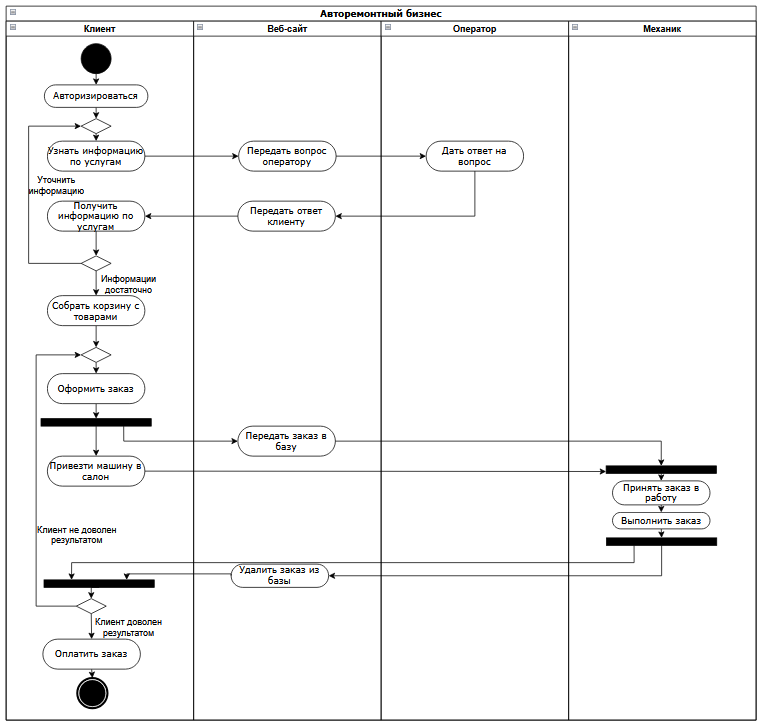 Авторемонтный бизнес
Клиент
Веб-сайт
Оператор
Механик
Авторизироваться
Узнать информацию
по услугам
Передать вопрос
оператору
Дать ответ на
вопрос
Уточнить
информацию
Получить
информацию по
услугам
Передать ответ
клиенту
Информации
достаточно
Собрать корзину с
товарами
Оформить заказ
Передать заказ в
базу
Привезти машину в
салон
Принять заказ в
работу
Выполнить заказ
Клиент не доволен
результатом
Удалить заказ из
базы
Клиент доволен
результатом
Оплатить заказ